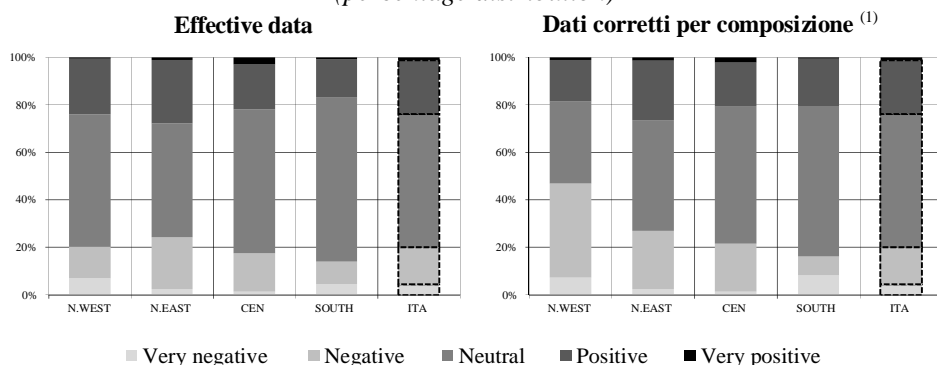 Effective data
Dati corretti per composizione (1)
100%
80%
60%
40%
20%
0%
N.WEST
N.EAST
CEN
SOUTH
ITA
100%
80%
60%
40%
20%
0%
N.WEST
N.EAST
CEN
SOUTH
ITA
Very negative
Negative
Neutral
Positive
Very positive